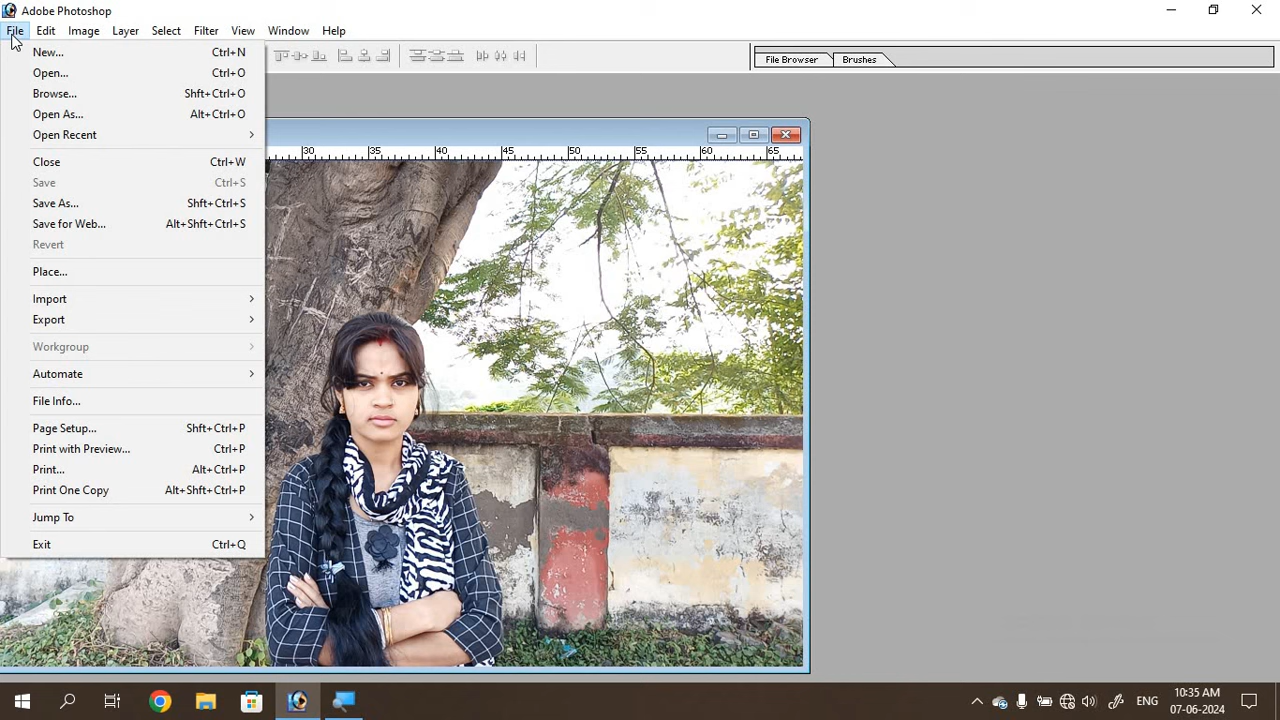 Adobe Photoshop
File Edit Image Layer Select Filter View Window Help
New... Ctrl+N
Open... Ctrl+O
Browse... Shft+Ctrl+O
Open As... Alt+Ctrl+O
Open Recent
Close Ctrl+W
Save Ctrl+S
Save As... Shft+Ctrl+S
Save for Web... Alt+Shft+Ctrl+S
Revert
Place...
Import
Export
Workgroup
Automate
File Info...
Page Setup... Shft+Ctrl+P
Print with Preview... Ctrl+P
Print... Alt+Ctrl+P
Print One Copy Alt+Shft+Ctrl+P
Jump To
Exit Ctrl+Q
File Browser Brushes
30 35 40 45 50 55 60 65
ENG
10:35 AM
07-06-2024